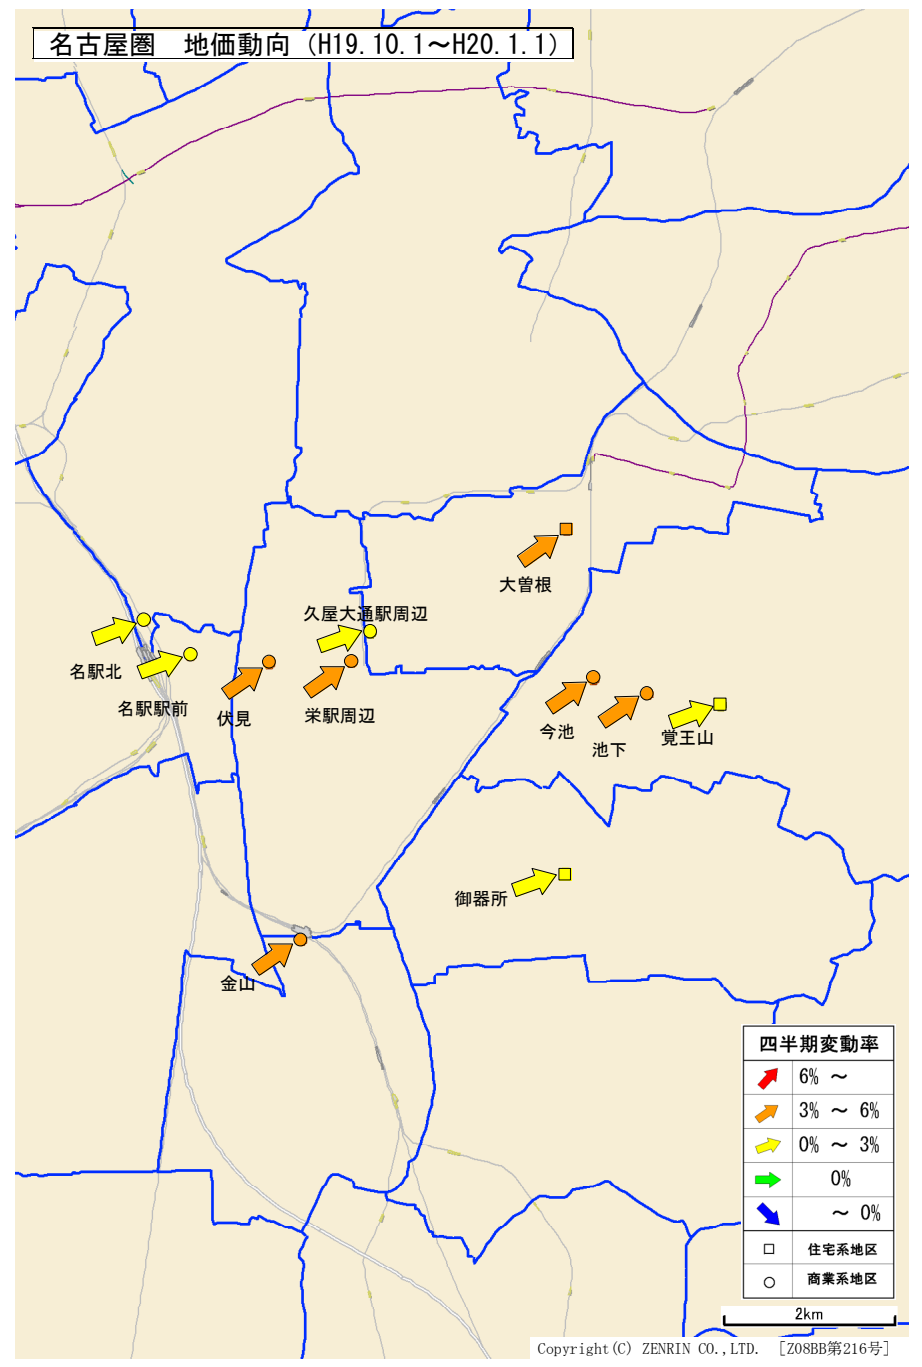 名古屋圏　地価動向（H19.10.1～H20.1.1）
大曽根
久屋大通駅周辺
名駅北
名駅駅前
伏見
栄駅周辺
今池
池下
覚王山
御器所
金山
四半期変動率
6% ～
3% ～ 6%
0% ～ 3%
0%
～ 0%
住宅系地区
商業系地区
2km
Copyright(C) ZENRIN CO.,LTD. [Z08BB第216号]